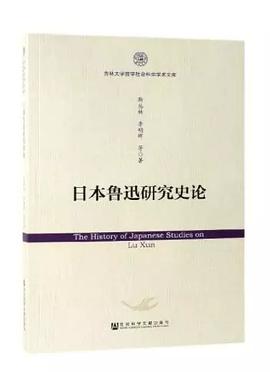 吉林大学哲学社会科学学术文库
靳丛林 李明晖 等◎著
日本鲁迅研究史论
The History of Japanese Studies on
Lu Xun
社会科学文献出版社